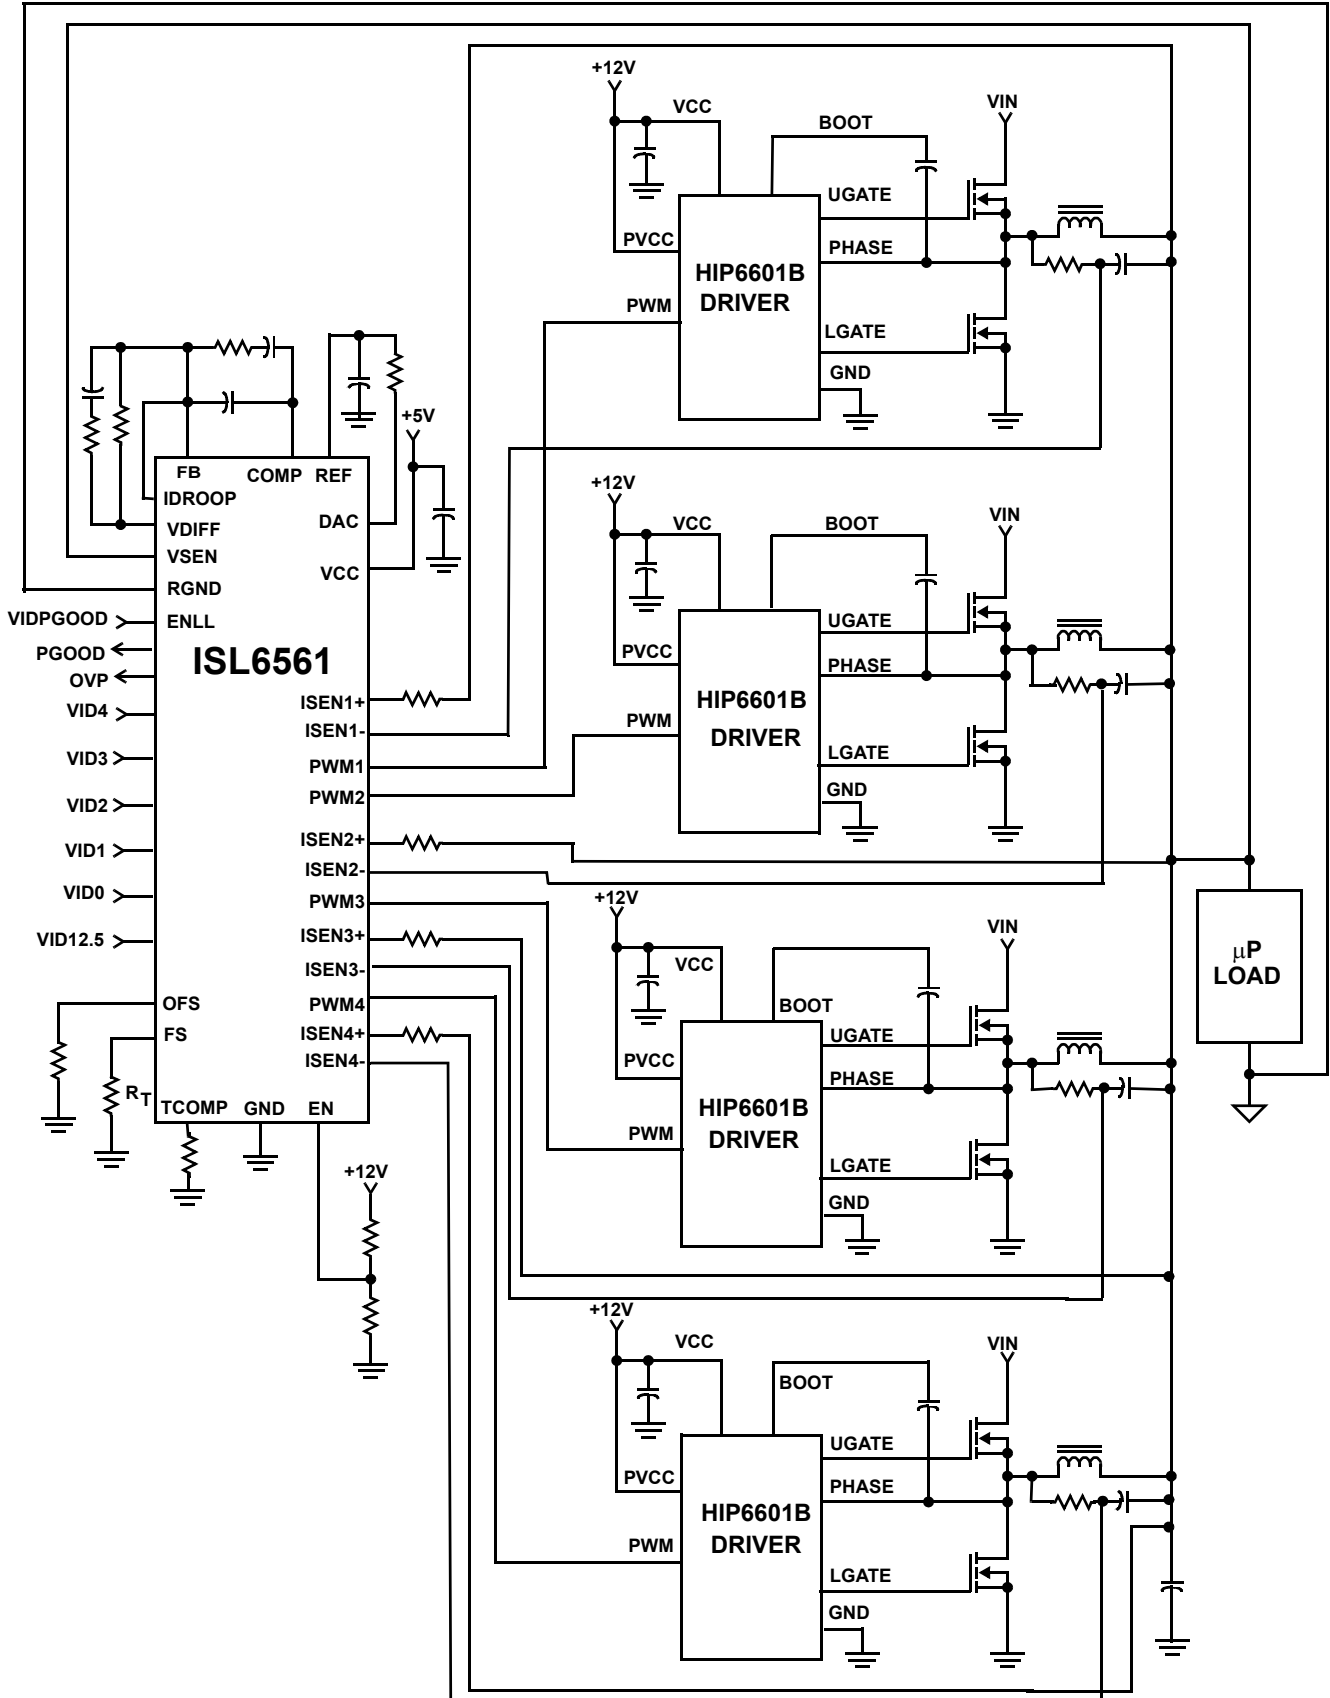 +12V
VCC
BOOT
VIN
UGATE
PVCC
PHASE
HIP6601B
DRIVER
PWM
LGATE
GND
+5V
FB
COMP
REF
IDROOP
DAC
VDIFF
VSEN
VCC
RGND
VIDPGOOD
ENLL
PGOOD
OVP
ISL6561
VID4
ISEN1+
ISEN1-
VID3
PWM1
PWM2
VID2
VID1
ISEN2+
ISEN2-
VID0
PWM3
VID12.5
ISEN3+
ISEN3-
OFS
PWM4
FS
ISEN4+
ISEN4-
RT
TCOMP
GND
EN
+12V
+12V
VCC
BOOT
VIN
UGATE
PVCC
PHASE
HIP6601B
DRIVER
PWM
LGATE
GND
+12V
VCC
BOOT
VIN
UGATE
PVCC
PHASE
HIP6601B
DRIVER
PWM
LGATE
GND
μP
LOAD
+12V
VCC
BOOT
VIN
UGATE
PVCC
PHASE
HIP6601B
DRIVER
PWM
LGATE
GND